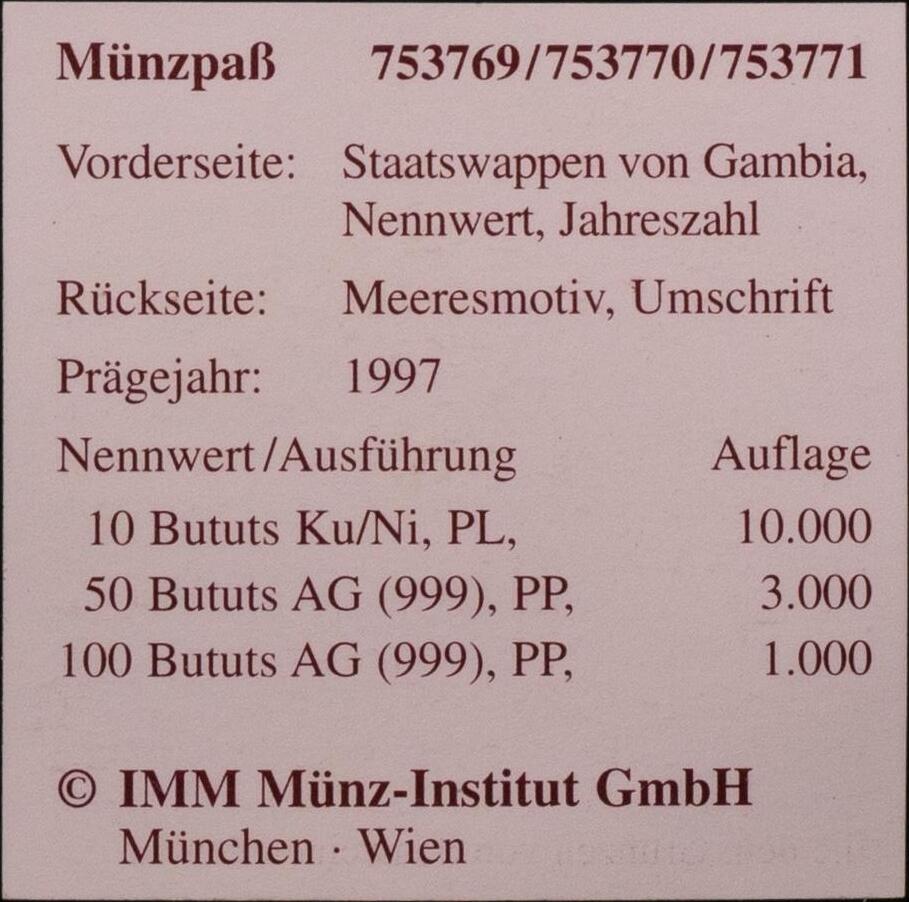 Münzpaß 753769/753770/753771
Vorderseite: Staatswappen von Gambia,
Nennwert, Jahreszahl
Rückseite: Meeresmotiv, Umschrift
Prägejahr: 1997
Nennwert/Ausführung Auflage
10 Bututs Ku/Ni, PL, 10.000
50 Bututs AG (999), PP, 3.000
100 Bututs AG (999), PP, 1.000
© IMM Münz-Institut GmbH
München · Wien